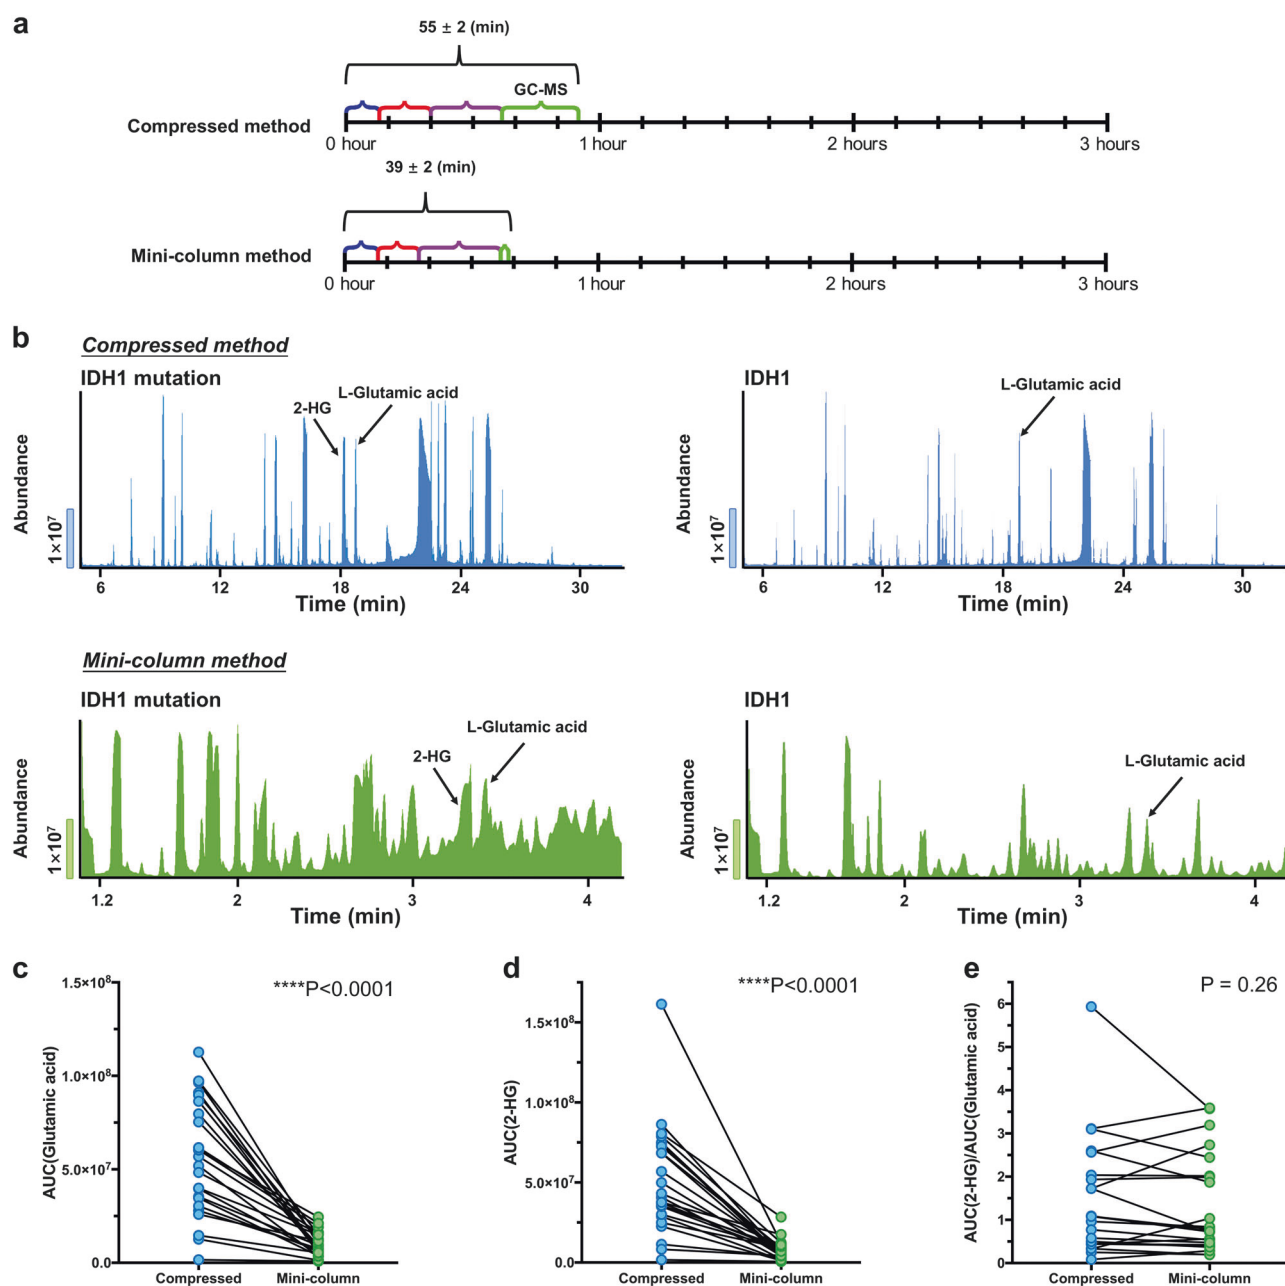 a
55 ± 2 (min)
GC-MS
Compressed method
0 hour 1 hour 2 hours 3 hours
39 ± 2 (min)
Mini-column method
0 hour 1 hour 2 hours 3 hours
b
Compressed method
IDH1 mutation
2-HG
L-Glutamic acid
Abundance
1×10⁷
6 12 18 24 30
Time (min)
IDH1
L-Glutamic acid
Abundance
1×10⁷
6 12 18 24 30
Time (min)
Mini-column method
IDH1 mutation
2-HG
L-Glutamic acid
Abundance
1×10⁷
1.2 2 3 4
Time (min)
IDH1
L-Glutamic acid
Abundance
1×10⁷
1.2 2 3 4
Time (min)
c
****P<0.0001
AUC(Glutamic acid)
1.5×10⁸
1.0×10⁸
5.0×10⁷
0.0
Compressed Mini-column
d
****P<0.0001
AUC(2-HG)
1.5×10⁸
1.0×10⁸
5.0×10⁷
0.0
Compressed Mini-column
e
P = 0.26
AUC(2-HG)/AUC(Glutamic acid)
6
5
4
3
2
1
0
Compressed Mini-column